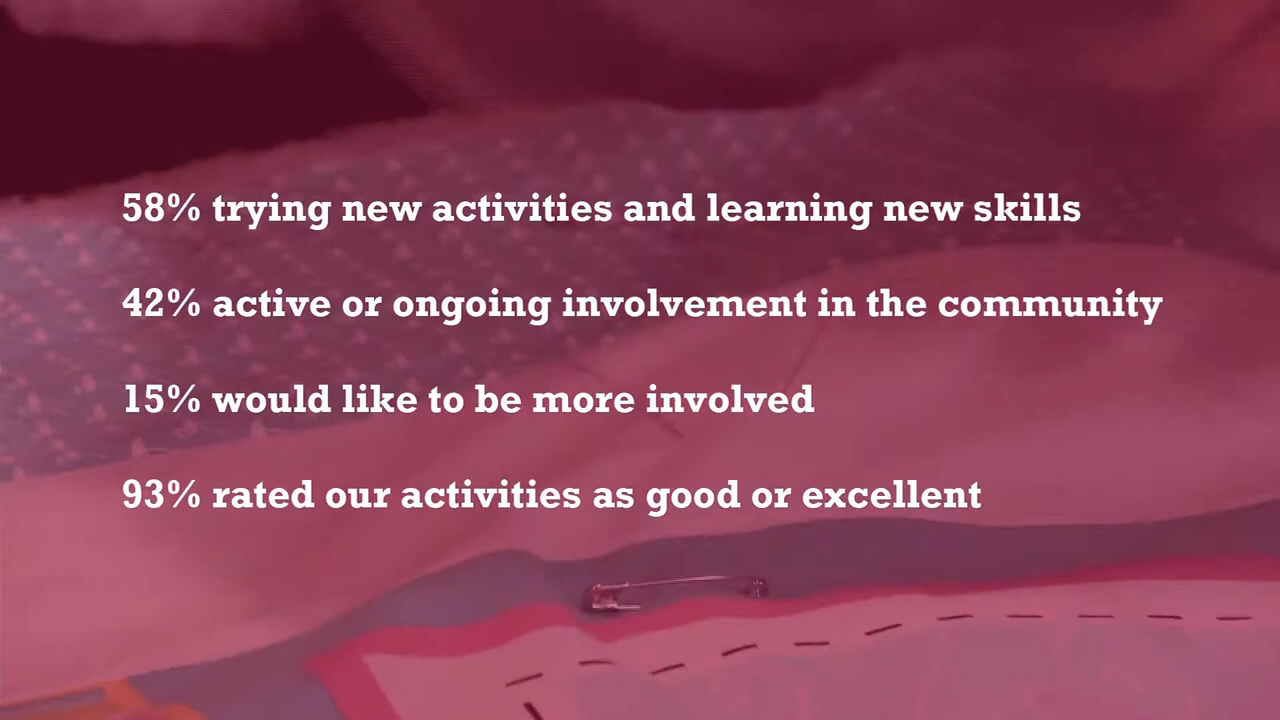 58% trying new activities and learning new skills
42% active or ongoing involvement in the community
15% would like to be more involved
93% rated our activities as good or excellent